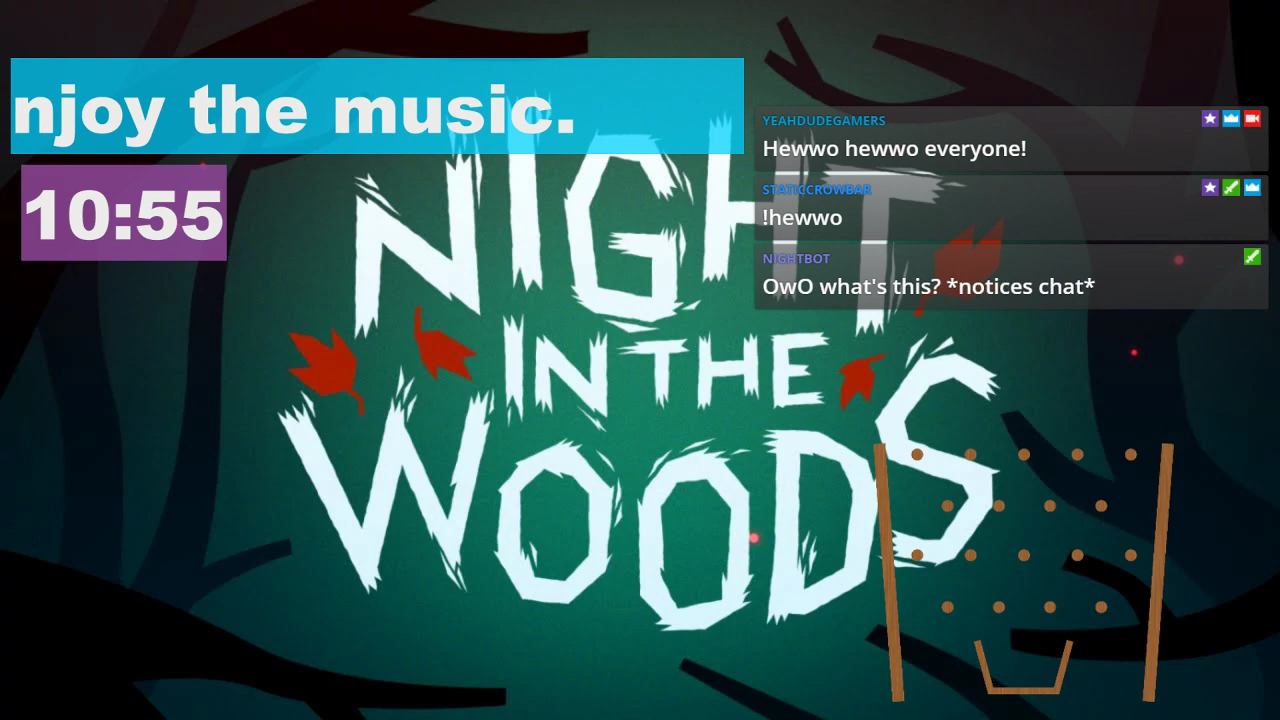 njoy the music.
10:55
NIGHT
IN THE
WOODS
YEAHDUDEGAMERS
Hewwo hewwo everyone!
STATICCROWBAR
!hewwo
NIGHTBOT
OwO what's this? *notices chat*